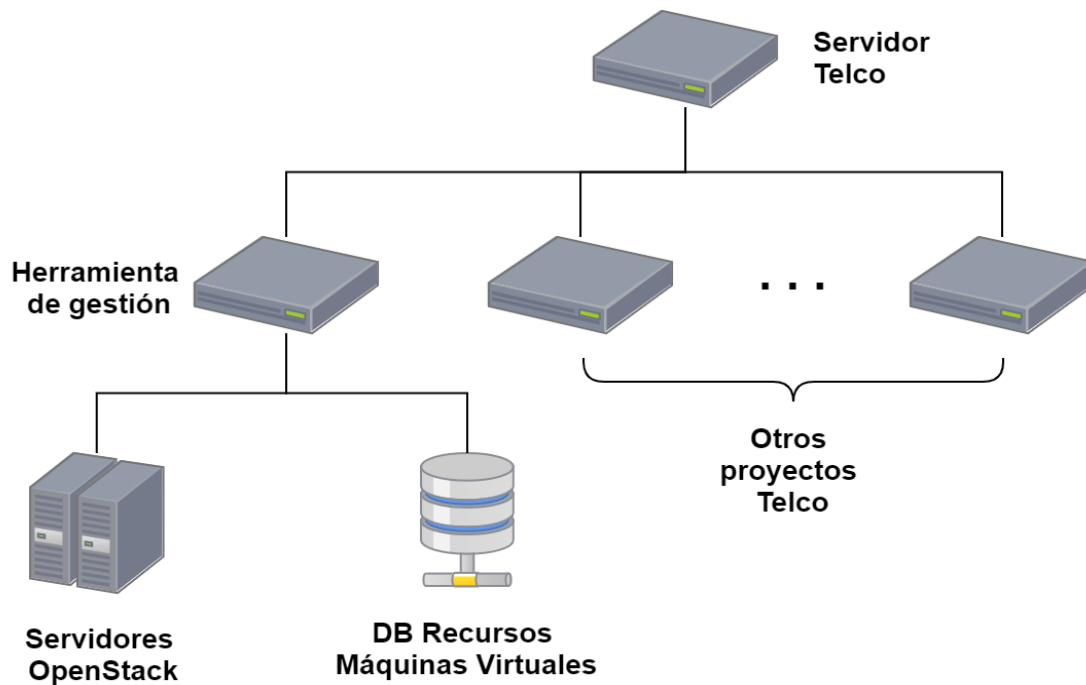 Servidor
Telco
Herramienta
de gestión
. . .
Otros
proyectos
Telco
Servidores
OpenStack
DB Recursos
Máquinas Virtuales